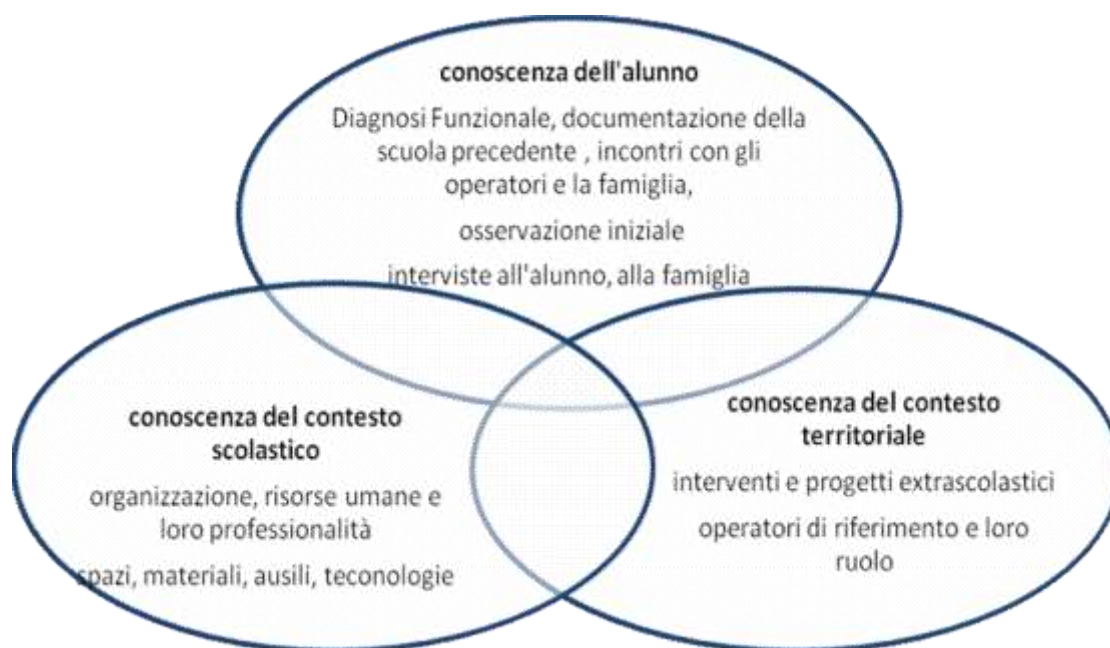 conoscenza dell'alunno
Diagnosi Funzionale, documentazione della
scuola precedente , incontri con gli
operatori e la famiglia,
osservazione iniziale
interviste all'alunno, alla famiglia
conoscenza del contesto
scolastico
organizzazione, risorse umane e
loro professionalità
spazi, materiali, ausili, teconologie
conoscenza del contesto
territoriale
interventi e progetti extrascolastici
operatori di riferimento e loro
ruolo